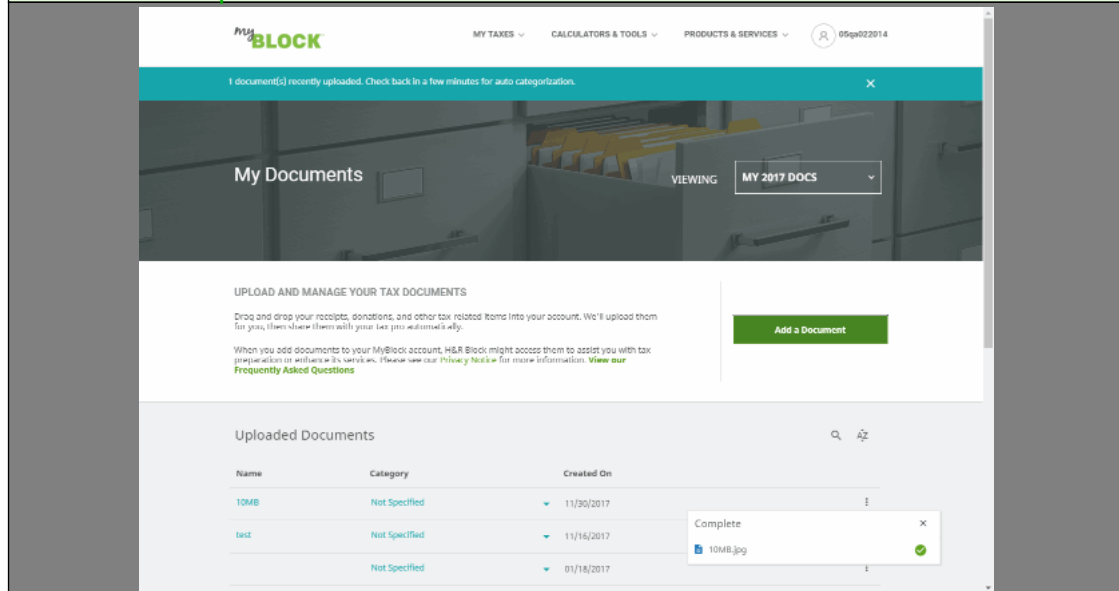 my BLOCK
MY TAXES
CALCULATORS & TOOLS
PRODUCTS & SERVICES
05qa022014
1 document(s) recently uploaded. Check back in a few minutes for auto categorization.
My Documents
VIEWING
MY 2017 DOCS
UPLOAD AND MANAGE YOUR TAX DOCUMENTS
Drag and drop your receipts, donations, and other tax related items into your account. We'll upload them
for you, then share them with your tax pro automatically.
Add a Document
When you add documents to your MyBlock account, H&R Block might access them to assist you with tax
preparation or enhance its services. Please see our Privacy Notice for more information. View our
Frequently Asked Questions
Uploaded Documents
AZ
Name Category Created On
10MB Not Specified 11/30/2017
test Not Specified 11/16/2017
Not Specified 01/18/2017
Complete
10MB.jpg